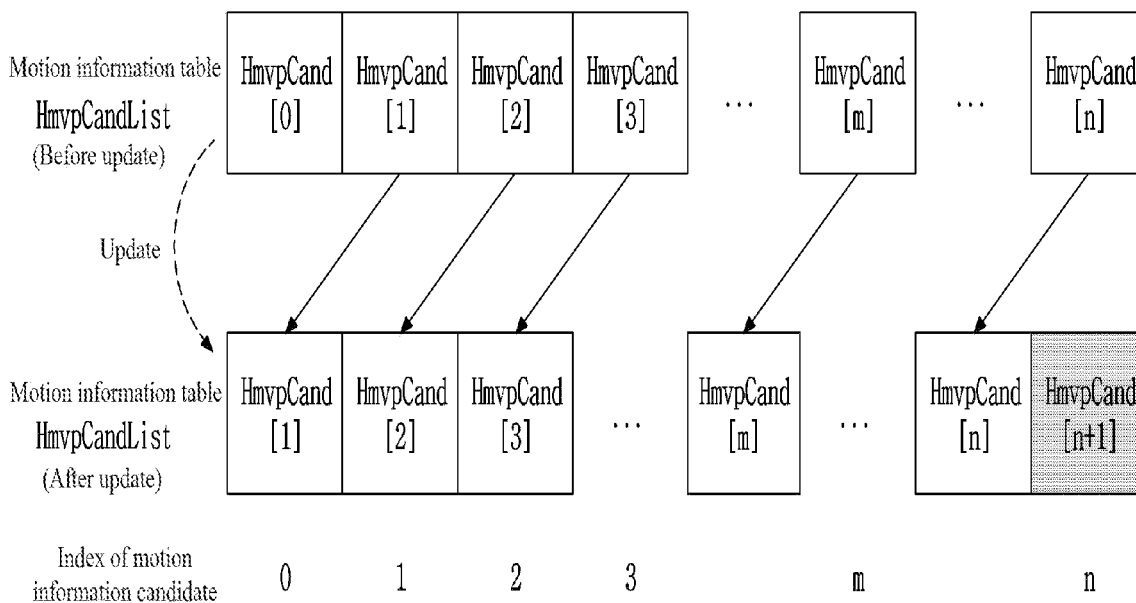 Motion information table
HmvpCandList
(Before update)
HmvpCand
[0]
HmvpCand
[1]
HmvpCand
[2]
HmvpCand
[3]
...
HmvpCand
[m]
...
HmvpCand
[n]
Update
Motion information table
HmvpCandList
(After update)
HmvpCand
[1]
HmvpCand
[2]
HmvpCand
[3]
...
HmvpCand
[m]
...
HmvpCand
[n]
HmvpCand
[n+1]
Index of motion
information candidate
0 1 2 3 m n